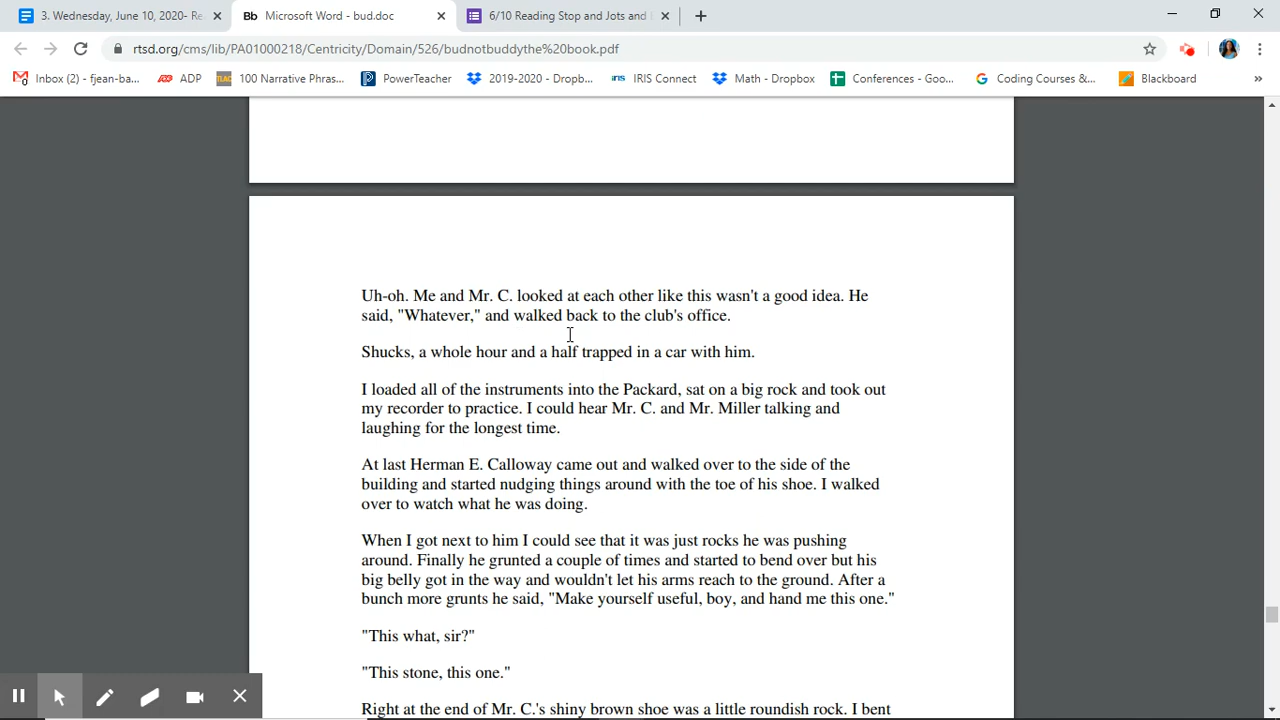 3. Wednesday, June 10, 2020- Re
Bb Microsoft Word - bud.doc
6/10 Reading Stop and Jots and
rtsd.org/cms/lib/PA01000218/Centricity/Domain/526/budnotbuddythe%20book.pdf
Inbox (2) - fjean-ba...
ADP
100 Narrative Phras...
PowerTeacher
2019-2020 - Dropb...
IRIS Connect
Math - Dropbox
Conferences - Goo...
Coding Courses &...
Blackboard
»
Uh-oh. Me and Mr. C. looked at each other like this wasn't a good idea. He
said, "Whatever," and walked back to the club's office.
Shucks, a whole hour and a half trapped in a car with him.
I loaded all of the instruments into the Packard, sat on a big rock and took out
my recorder to practice. I could hear Mr. C. and Mr. Miller talking and
laughing for the longest time.
At last Herman E. Calloway came out and walked over to the side of the
building and started nudging things around with the toe of his shoe. I walked
over to watch what he was doing.
When I got next to him I could see that it was just rocks he was pushing
around. Finally he grunted a couple of times and started to bend over but his
big belly got in the way and wouldn't let his arms reach to the ground. After a
bunch more grunts he said, "Make yourself useful, boy, and hand me this one."
"This what, sir?"
"This stone, this one."
Right at the end of Mr. C.'s shiny brown shoe was a little roundish rock. I bent